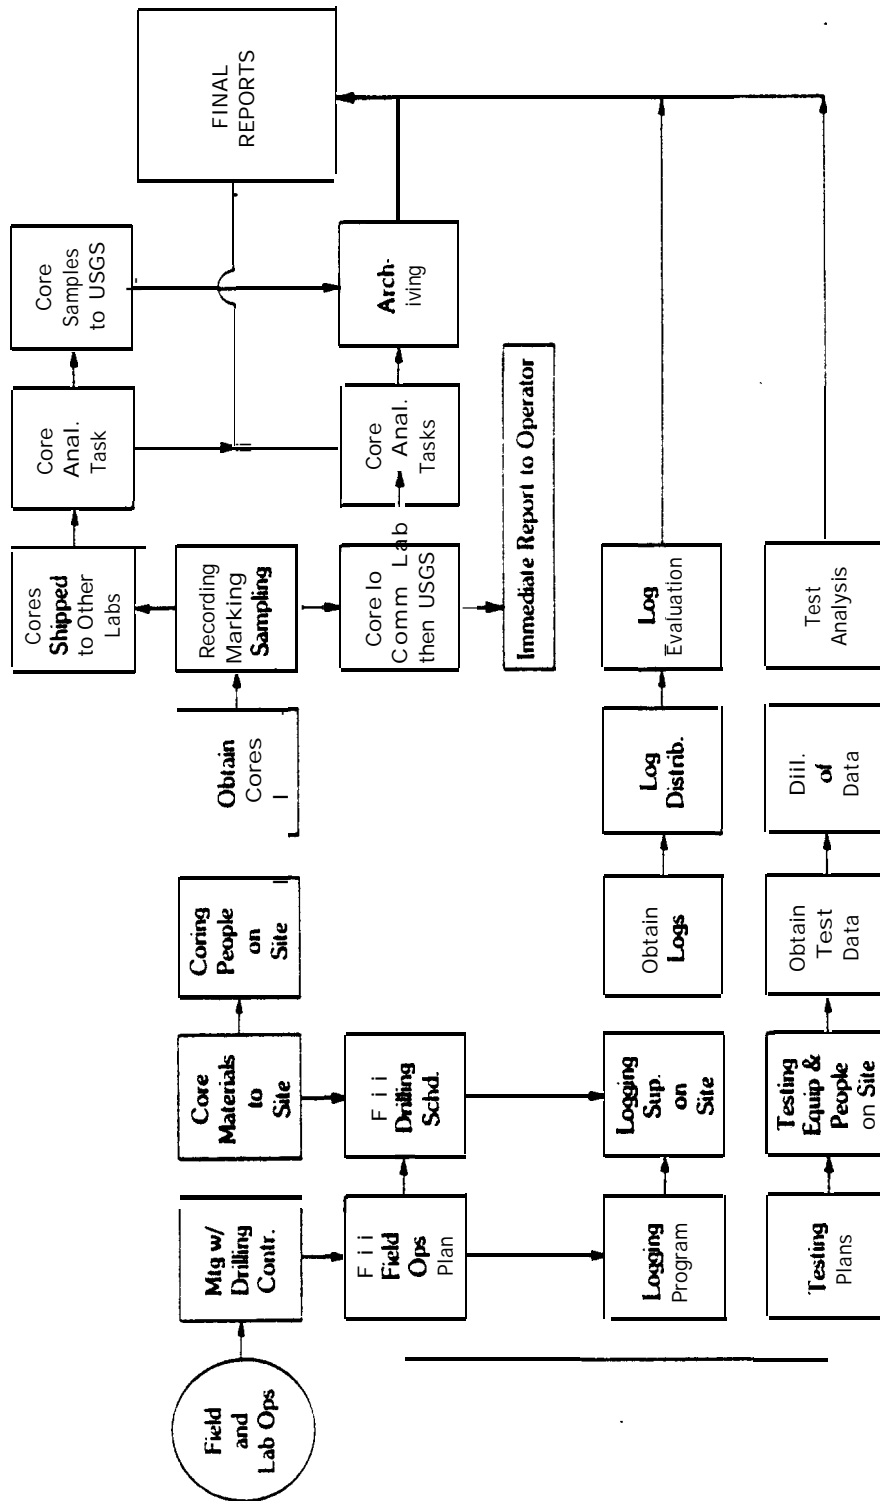 Field
and
Lab Ops
Mtg w/
Drilling
Contr.
Core
Materials
to
Site
Coring
People
on
Site
Obtain
Cores
Recording
Marking
Sampling
Cores
Shipped
to Other
Labs
Core
Anal.
Task
Core
Samples
to USGS
FINAL
REPORTS
F i i
Field
Ops
Plan
F i i
Drilling
Schd.
Core lo
Comm Lab
then USGS
Core
Anal.
Tasks
Arch-
iving
Immediate Report to Operator
Logging
Program
Logging
Sup.
on
Site
Obtain
Logs
Log
Distrib.
Log
Evaluation
Testing
Plans
Testing
Equip &
People
on Site
Obtain
Test
Data
Diil.
of
Data
Test
Analysis